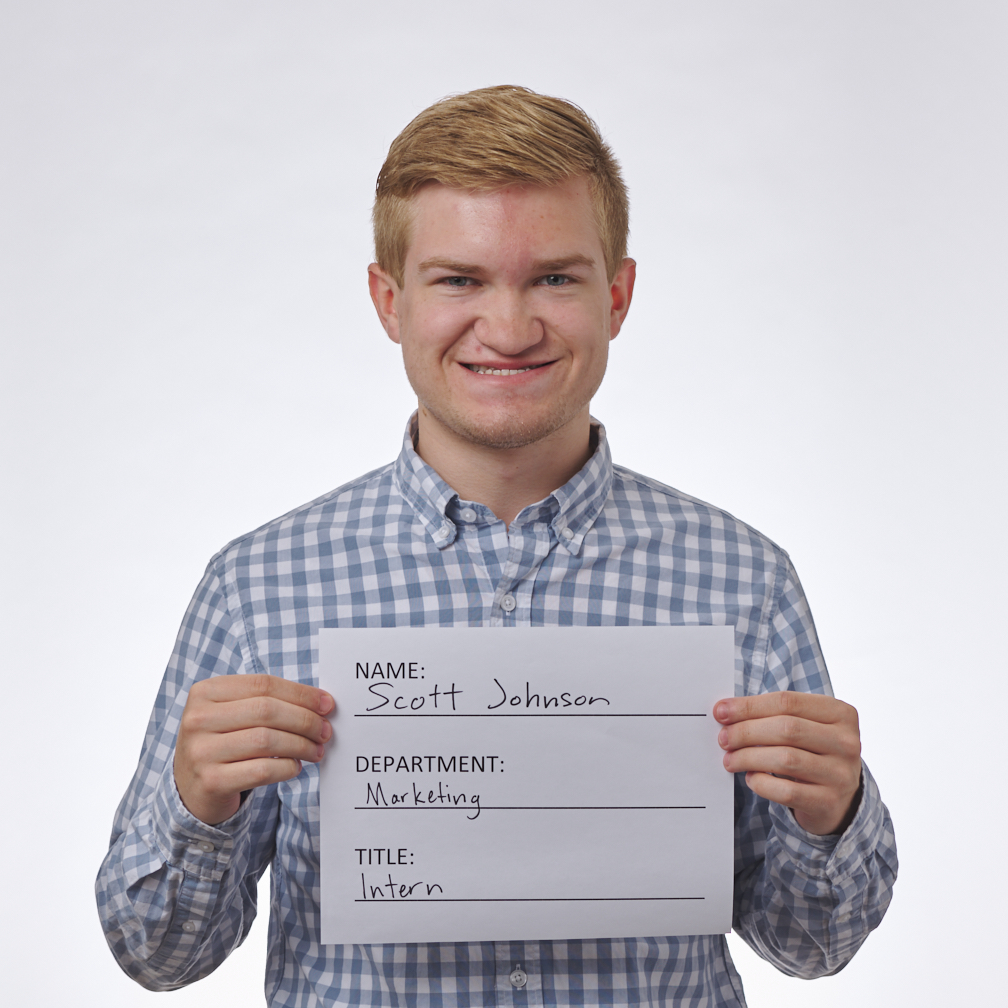 NAME:
Scott Johnson
DEPARTMENT:
Marketing
TITLE:
Intern